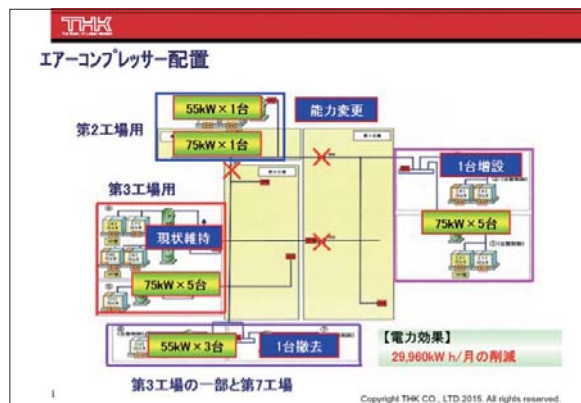 THK
エアーコンプレッサー配置
55kW×1台
能力変更
第2工場用
75kW×1台
1台増設
第3工場用
現状維持
75kW×5台
75kW×5台
55kW×3台
1台撤去
【電力効果】
29,960kW h/月の削減
第3工場の一部と第7工場
Copyright THK CO., LTD.2015. All rights reserved.